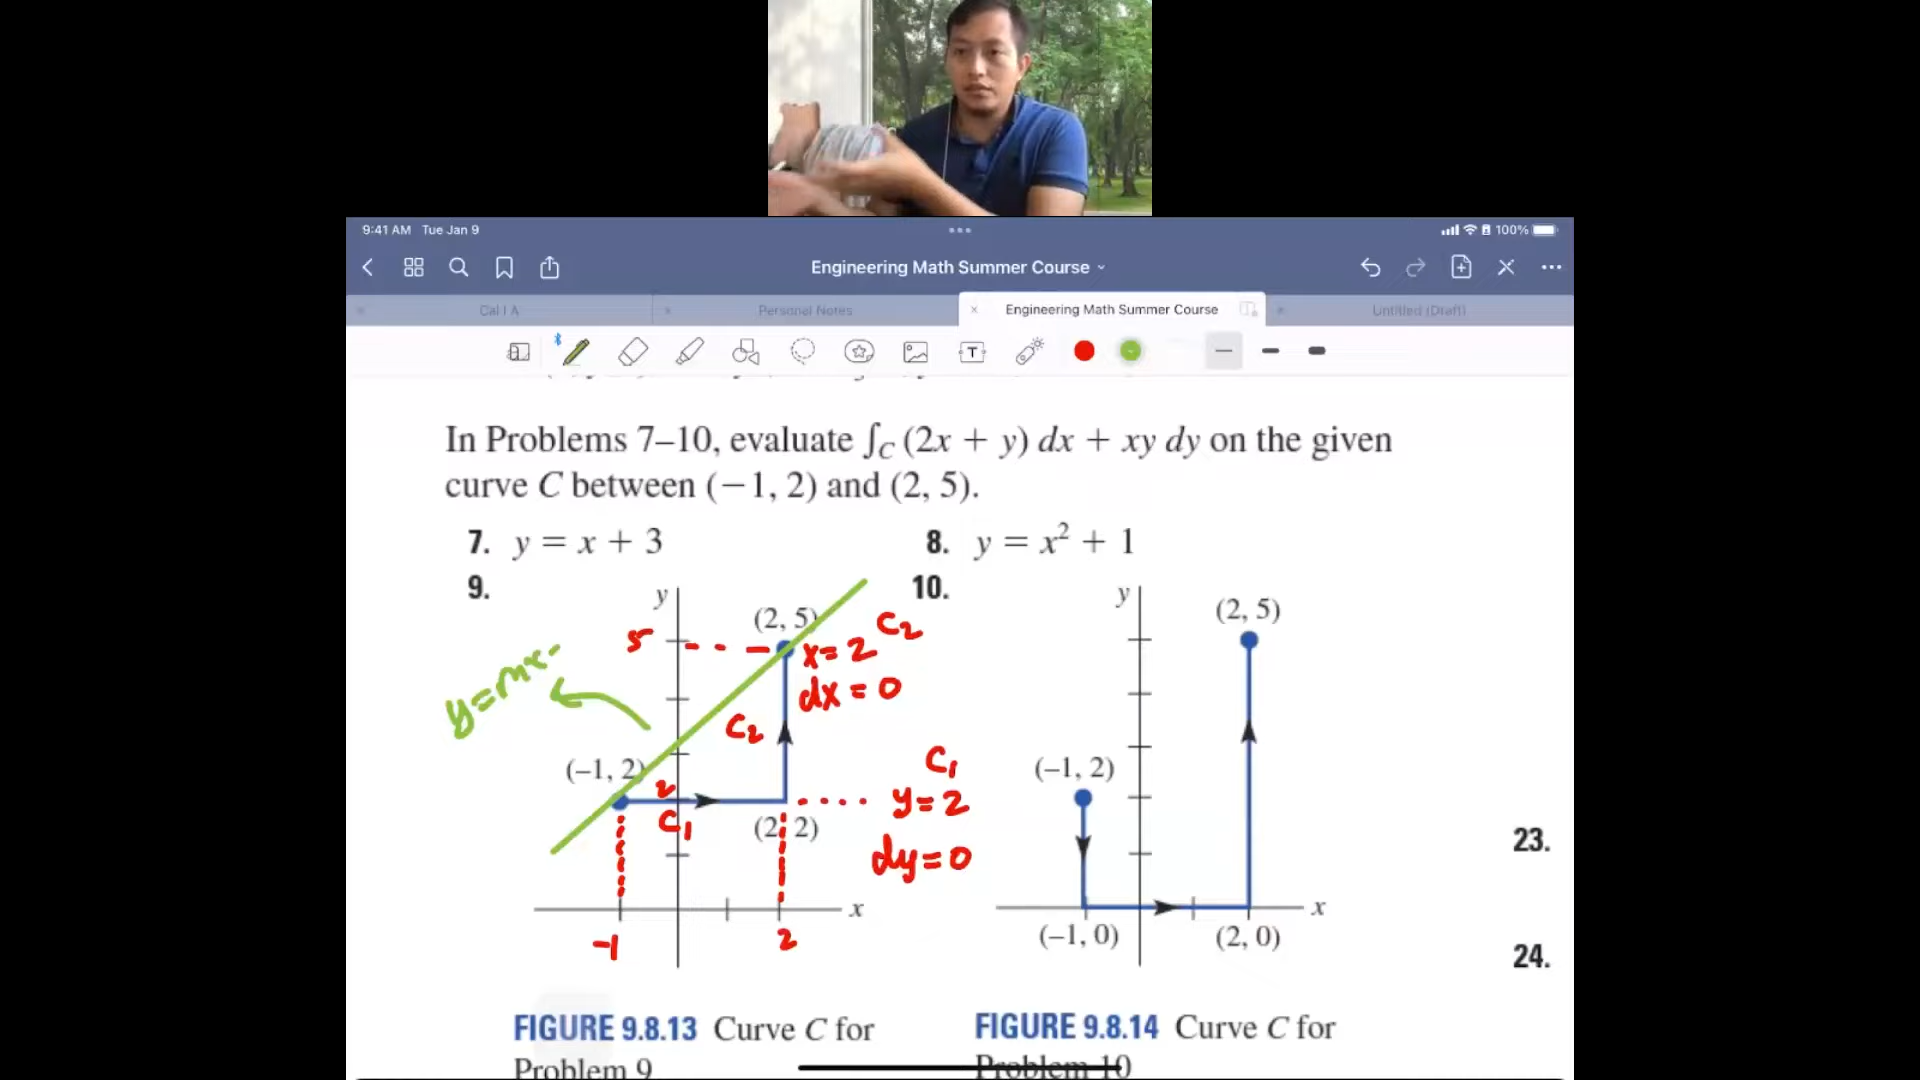 9:41 AM Tue Jan 9
100%
Engineering Math Summer Course
Cal I A
Personal Notes
Engineering Math Summer Course
Untitled (Draft)
T
In Problems 7–10, evaluate ∫C (2x + y) dx + xy dy on the given
curve C between (−1, 2) and (2, 5).
7. y = x + 3
8. y = x² + 1
9.
10.
y
(2, 5)
5
C2
x = 2
dx = 0
y = mx
C2
(−1, 2)
2
C1
(2, 2)
C1
y = 2
dy = 0
x
−1
2
y
(2, 5)
(−1, 2)
x
(−1, 0)
(2, 0)
23.
24.
FIGURE 9.8.13 Curve C for
Problem 9
FIGURE 9.8.14 Curve C for
Problem 10